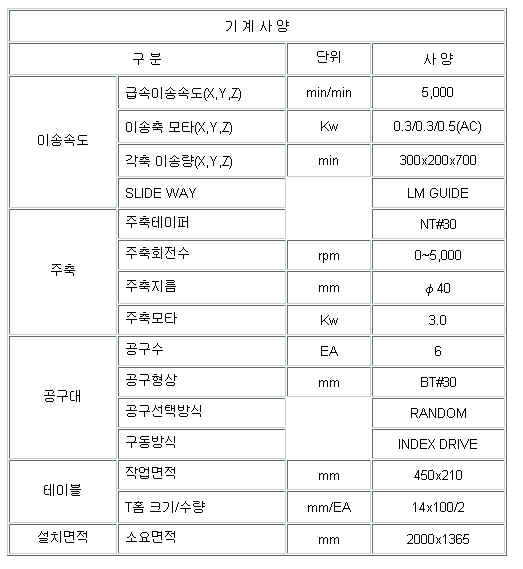 기 계 사 양
구 분 단위 사 양
이송속도 급속이송속도(X,Y,Z) min/min 5,000
이송축 모타(X,Y,Z) Kw 0.3/0.3/0.5(AC)
각축 이송량(X,Y,Z) min 300x200x700
SLIDE WAY LM GUIDE
주축 주축테이퍼 NT#30
주축회전수 rpm 0~5,000
주축지름 mm φ 40
주축모타 Kw 3.0
공구대 공구수 EA 6
공구형상 mm BT#30
공구선택방식 RANDOM
구동방식 INDEX DRIVE
테이블 작업면적 mm 450x210
T홈 크기/수량 mm/EA 14x100/2
설치면적 소요면적 mm 2000x1365